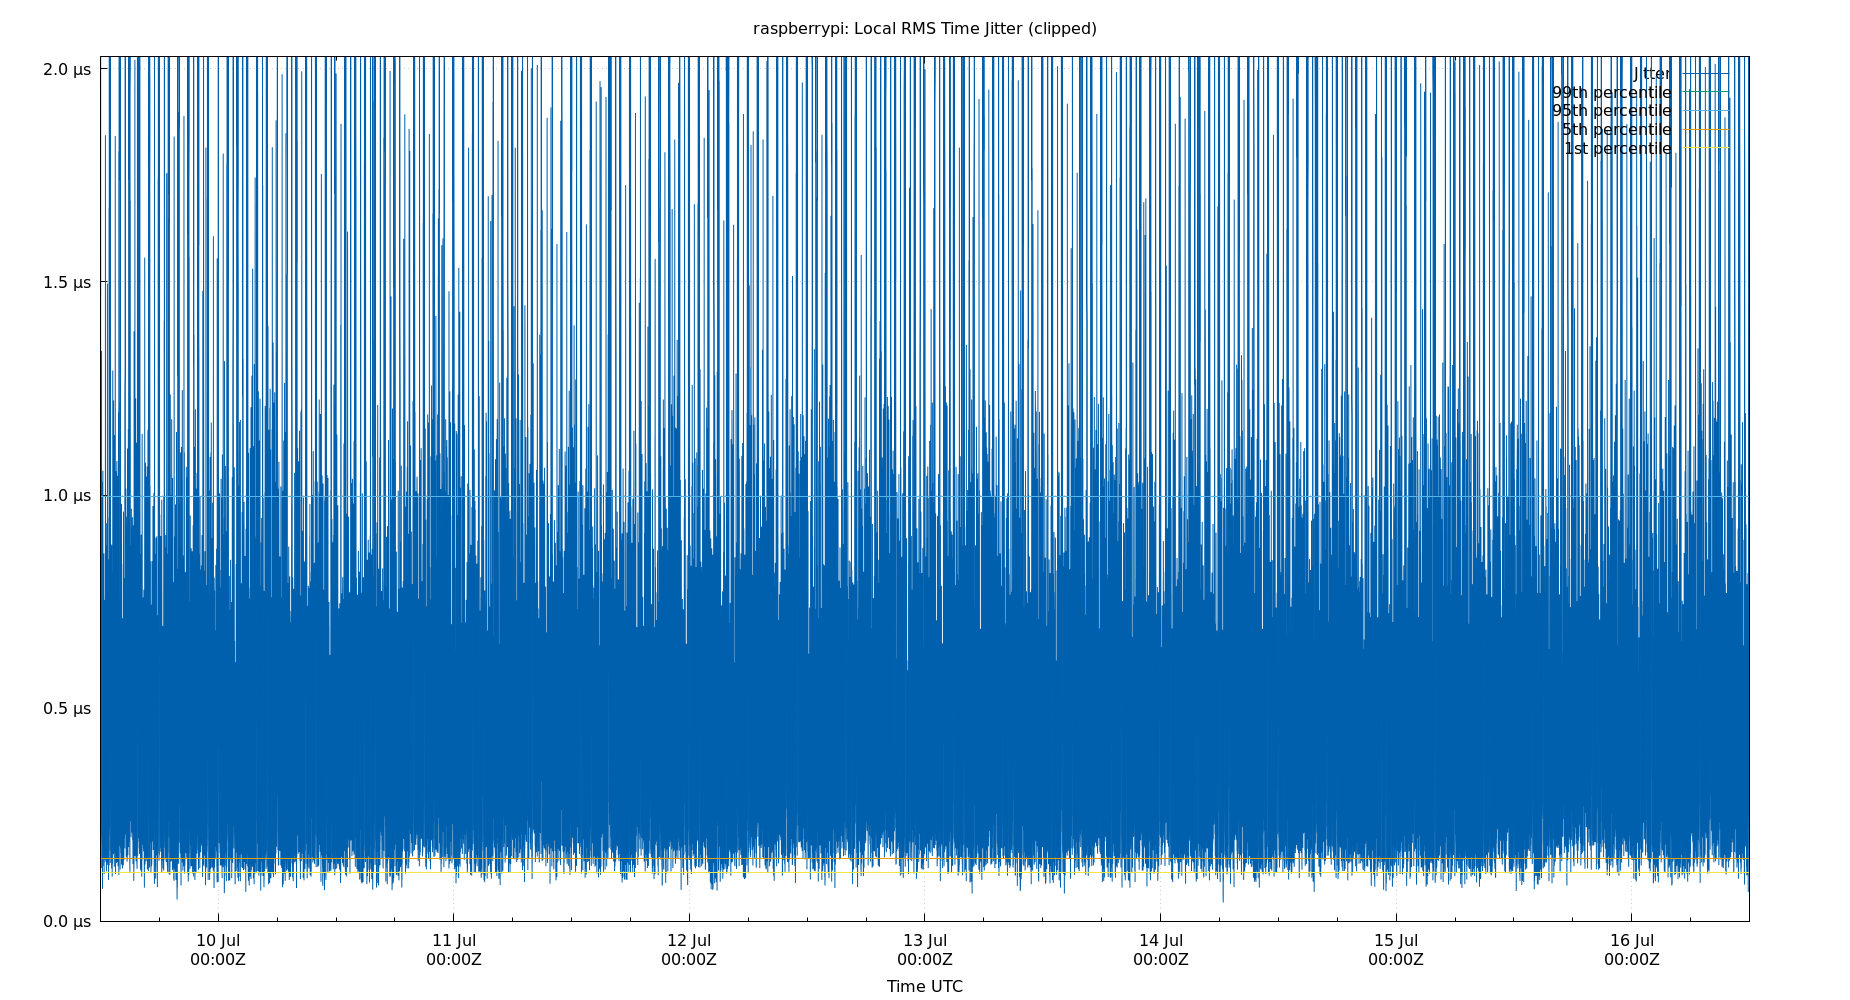 raspberrypi: Local RMS Time Jitter (clipped)
2.0 µs
1.5 µs
1.0 µs
0.5 µs
0.0 µs
Jitter
99th percentile
95th percentile
5th percentile
1st percentile
10 Jul
00:00Z
11 Jul
00:00Z
12 Jul
00:00Z
13 Jul
00:00Z
14 Jul
00:00Z
15 Jul
00:00Z
16 Jul
00:00Z
Time UTC